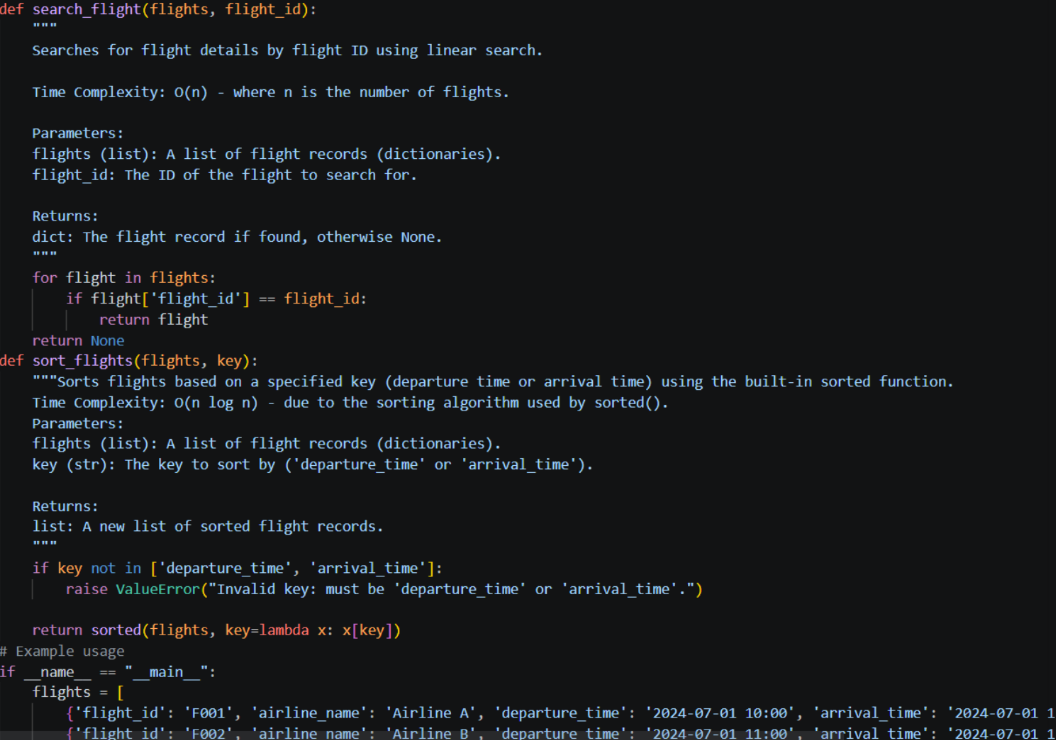 def search_flight(flights, flight_id):
    """
    Searches for flight details by flight ID using linear search.

    Time Complexity: O(n) - where n is the number of flights.

    Parameters:
    flights (list): A list of flight records (dictionaries).
    flight_id: The ID of the flight to search for.

    Returns:
    dict: The flight record if found, otherwise None.
    """
    for flight in flights:
        if flight['flight_id'] == flight_id:
            return flight
    return None
def sort_flights(flights, key):
    """Sorts flights based on a specified key (departure time or arrival time) using the built-in sorted function.
    Time Complexity: O(n log n) - due to the sorting algorithm used by sorted().
    Parameters:
    flights (list): A list of flight records (dictionaries).
    key (str): The key to sort by ('departure_time' or 'arrival_time').

    Returns:
    list: A new list of sorted flight records.
    """
    if key not in ['departure_time', 'arrival_time']:
        raise ValueError("Invalid key: must be 'departure_time' or 'arrival_time'.")

    return sorted(flights, key=lambda x: x[key])
# Example usage
if __name__ == "__main__":
    flights = [
        {'flight_id': 'F001', 'airline_name': 'Airline A', 'departure_time': '2024-07-01 10:00', 'arrival_time': '2024-07-01 1
        {'flight_id': 'F002', 'airline_name': 'Airline B', 'departure_time': '2024-07-01 11:00', 'arrival_time': '2024-07-01 1